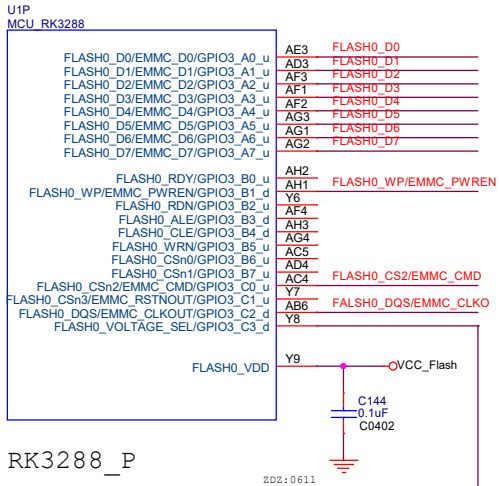 U1P
MCU_RK3288
FLASH0_D0/EMMC_D0/GPIO3_A0_u AE3 FLASH0_D0
FLASH0_D1/EMMC_D1/GPIO3_A1_u AD3 FLASH0_D1
FLASH0_D2/EMMC_D2/GPIO3_A2_u AF3 FLASH0_D2
FLASH0_D3/EMMC_D3/GPIO3_A3_u AF1 FLASH0_D3
FLASH0_D4/EMMC_D4/GPIO3_A4_u AF2 FLASH0_D4
FLASH0_D5/EMMC_D5/GPIO3_A5_u AG3 FLASH0_D5
FLASH0_D6/EMMC_D6/GPIO3_A6_u AG1 FLASH0_D6
FLASH0_D7/EMMC_D7/GPIO3_A7_u AG2 FLASH0_D7
FLASH0_RDY/GPIO3_B0_u AH2
FLASH0_WP/EMMC_PWREN/GPIO3_B1_d AH1 FLASH0_WP/EMMC_PWREN
FLASH0_RDN/GPIO3_B2_u Y6
FLASH0_ALE/GPIO3_B3_d AF4
FLASH0_CLE/GPIO3_B4_d AH3
FLASH0_WRN/GPIO3_B5_u AG4
FLASH0_CSn0/GPIO3_B6_u AC5
FLASH0_CSn1/GPIO3_B7_u AD4
FLASH0_CSn2/EMMC_CMD/GPIO3_C0_u AC4 FLASH0_CS2/EMMC_CMD
FLASH0_CSn3/EMMC_RSTNOUT/GPIO3_C1_u Y7
FLASH0_DQS/EMMC_CLKOUT/GPIO3_C2_d AB6 FALSH0_DQS/EMMC_CLKO
FLASH0_VOLTAGE_SEL/GPIO3_C3_d Y8
FLASH0_VDD Y9 VCC_Flash
C144
0.1uF
C0402
RK3288_P
ZDZ:0611